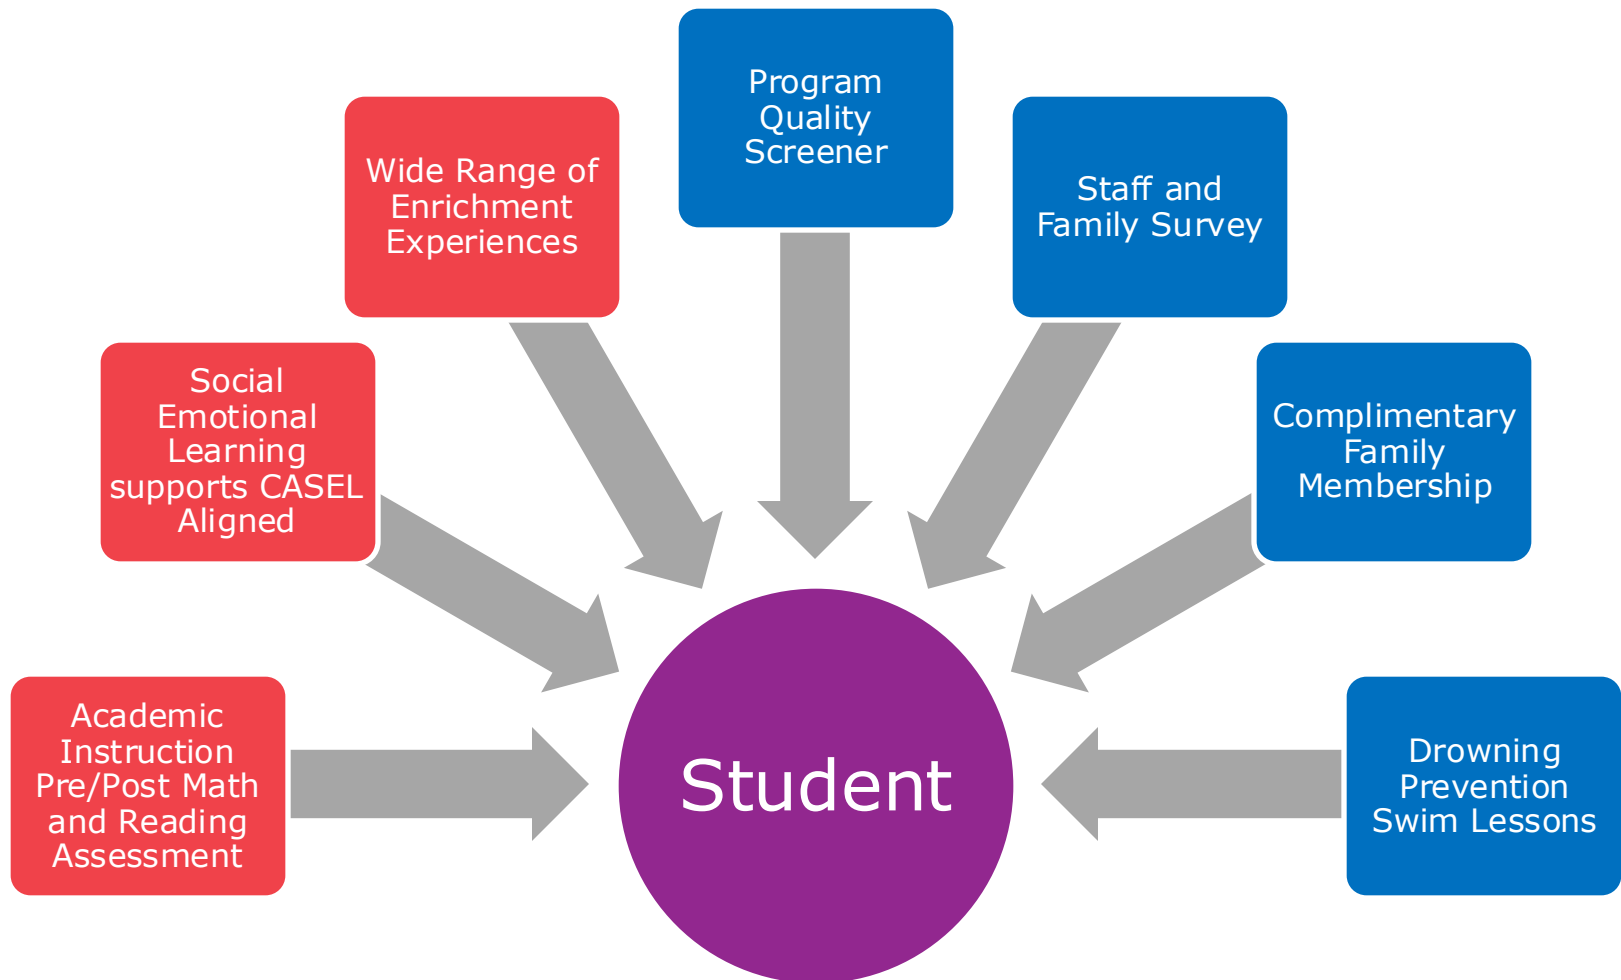 Program
Quality
Screener
Wide Range of
Enrichment
Experiences
Staff and
Family Survey
Social
Emotional
Learning
supports CASEL
Aligned
Complimentary
Family
Membership
Academic
Instruction
Pre/Post Math
and Reading
Assessment
Student
Drowning
Prevention
Swim Lessons